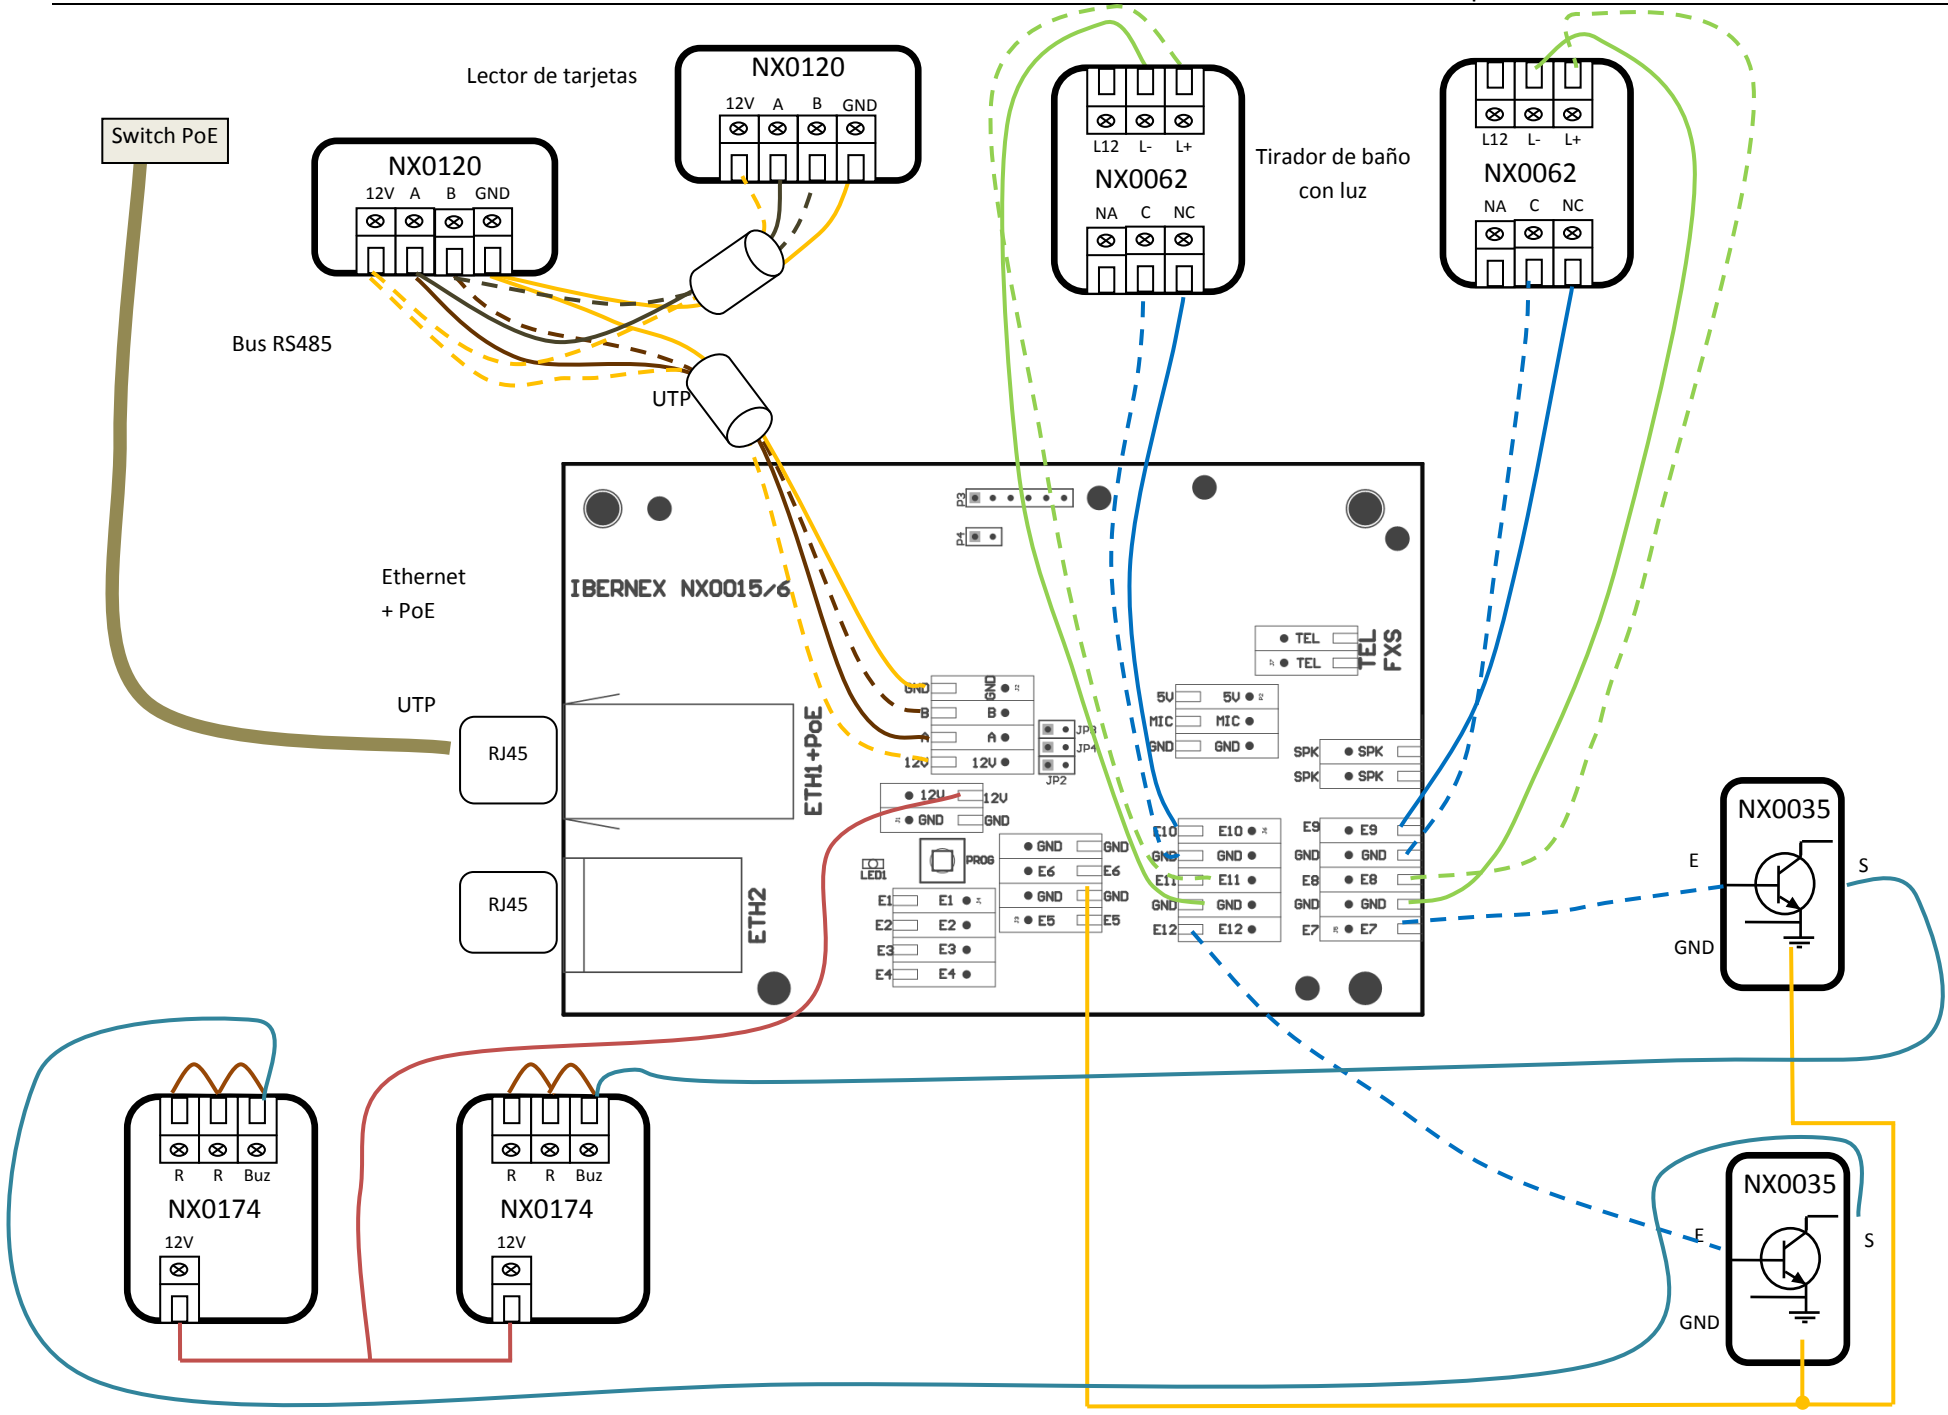 Lector de tarjetas
NX0120
12V A B GND
Switch PoE
NX0120
12V A B GND
L12 L- L+
NX0062
NA C NC
Tirador de baño
con luz
L12 L- L+
NX0062
NA C NC
Bus RS485
UTP
P3
P4
Ethernet
+ PoE
IBERNEX NX0015/6
TEL
TEL
TEL
FXS
UTP
RJ45
ETH1+PoE
GND GND J2
B B
A A
12V 12V
JP3
JP4
JP2
5V 5V P2
MIC MIC
GND GND
SPK SPK
SPK SPK
12V 12V
J1 GND GND
LED1
PROG
GND GND
E6 E6
GND GND
J3 E5 E5
E10 E10
GND GND
E11 E11
GND GND
E12 E12
E9 E9
GND GND
E8 E8
GND GND
E7 E7
NX0035
E
S
GND
RJ45
ETH2
E1 E1
E2 E2
E3 E3
E4 E4
R R Buz
NX0174
12V
R R Buz
NX0174
12V
NX0035
E
S
GND